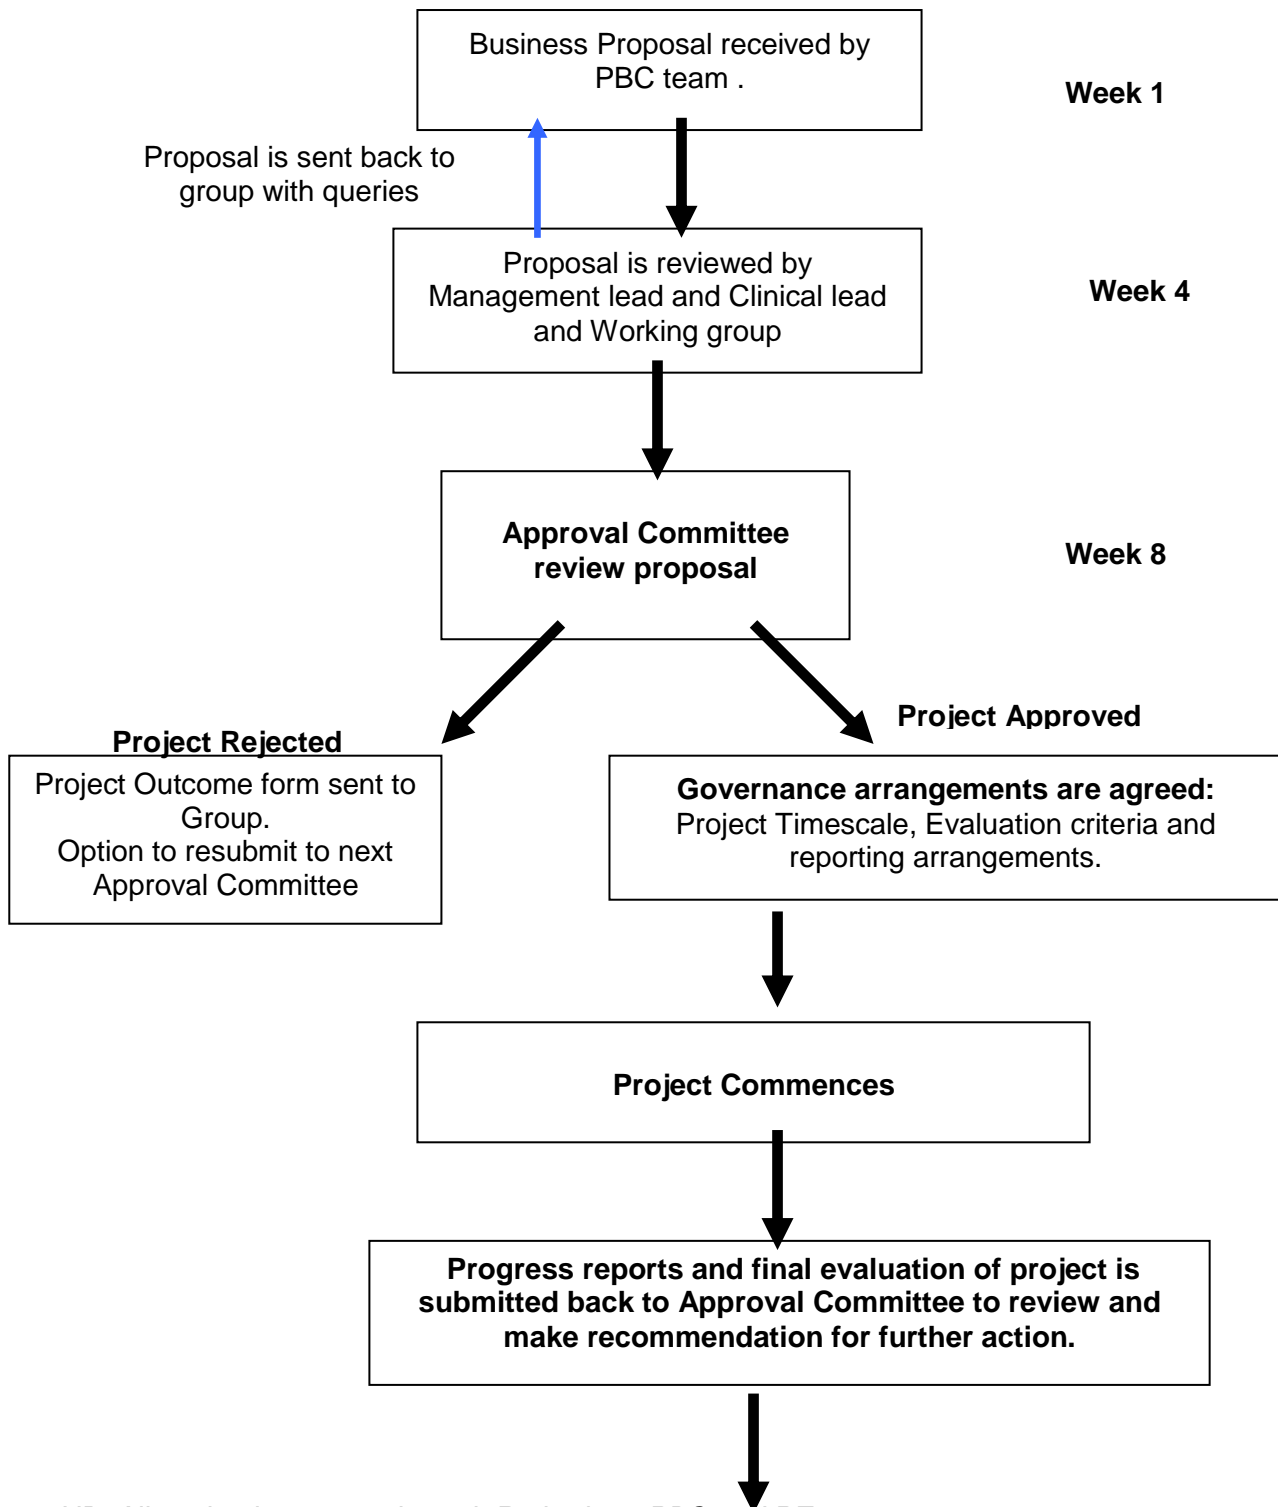 Business Proposal received by
PBC team .
Week 1
Proposal is sent back to
group with queries
Proposal is reviewed by
Management lead and Clinical lead
and Working group
Week 4
Approval Committee
review proposal
Week 8
Project Rejected
Project Outcome form sent to
Group.
Option to resubmit to next
Approval Committee
Project Approved
Governance arrangements are agreed:
Project Timescale, Evaluation criteria and
reporting arrangements.
Project Commences
Progress reports and final evaluation of project is
submitted back to Approval Committee to review and
make recommendation for further action.